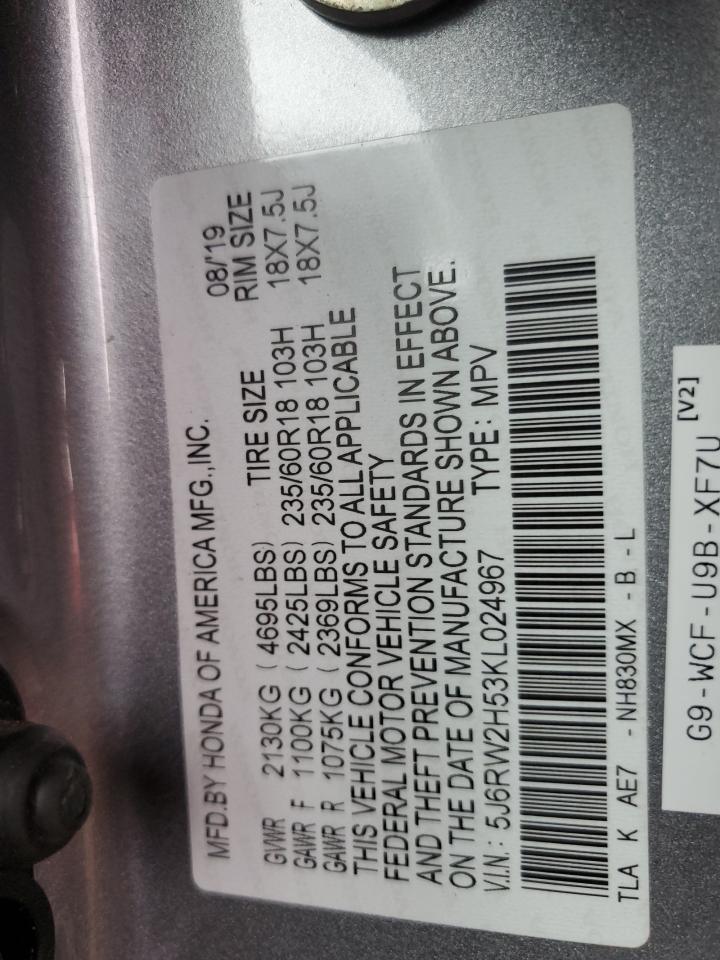 MFD.BY HONDA OF AMERICA MFG.,INC. 08/'19
TIRE SIZE RIM SIZE
GVWR 2130KG ( 4695LBS)
GAWR F 1100KG ( 2425LBS) 235/60R18 103H 18X7.5J
GAWR R 1075KG ( 2369LBS) 235/60R18 103H 18X7.5J
THIS VEHICLE CONFORMS TO ALL APPLICABLE
FEDERAL MOTOR VEHICLE SAFETY
AND THEFT PREVENTION STANDARDS IN EFFECT
ON THE DATE OF MANUFACTURE SHOWN ABOVE.
V.I.N.: 5J6RW2H53KL024967 TYPE: MPV
TLA K AE7 -NH830MX -B-L
[V2]
G9-WCF-U9B-XF7U